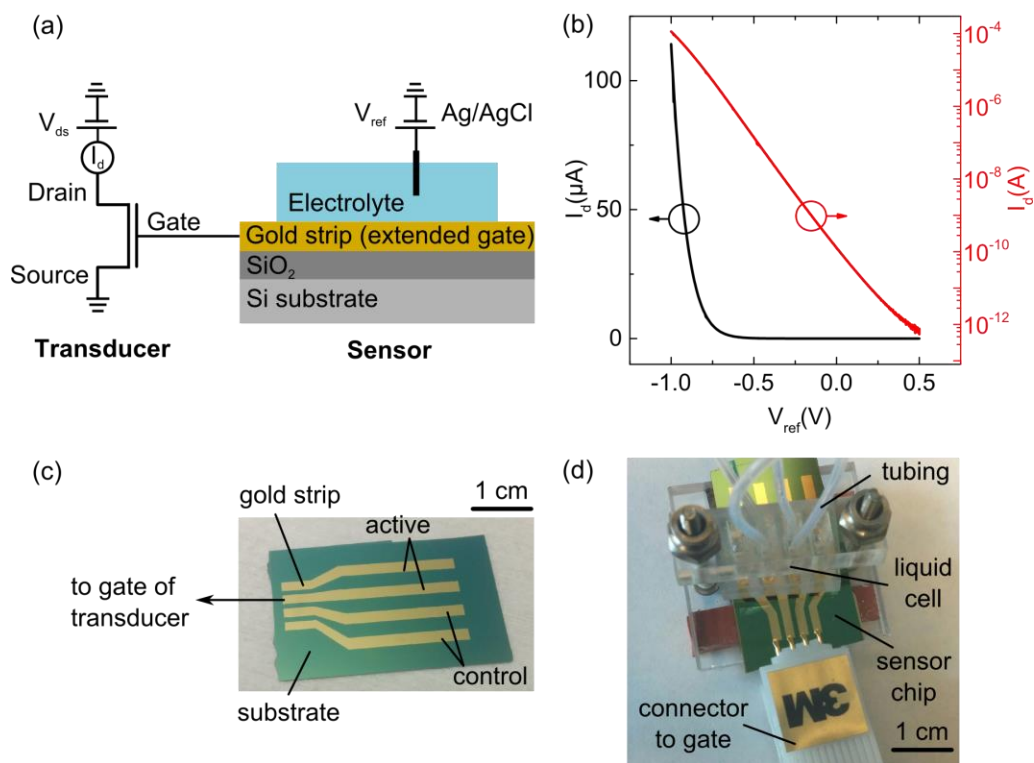 (a)
V_ds
I_d
Drain
Gate
Source
Transducer
V_ref
Ag/AgCl
Electrolyte
Gold strip (extended gate)
SiO₂
Si substrate
Sensor
(b)
100
50
0
I_d(μA)
-1.0
-0.5
0.0
0.5
V_ref(V)
10⁻⁴
10⁻⁶
10⁻⁸
10⁻¹⁰
10⁻¹²
I_d(A)
(c)
gold strip
1 cm
active
to gate of
transducer
control
substrate
(d)
tubing
liquid
cell
sensor
chip
3M
connector
to gate
1 cm